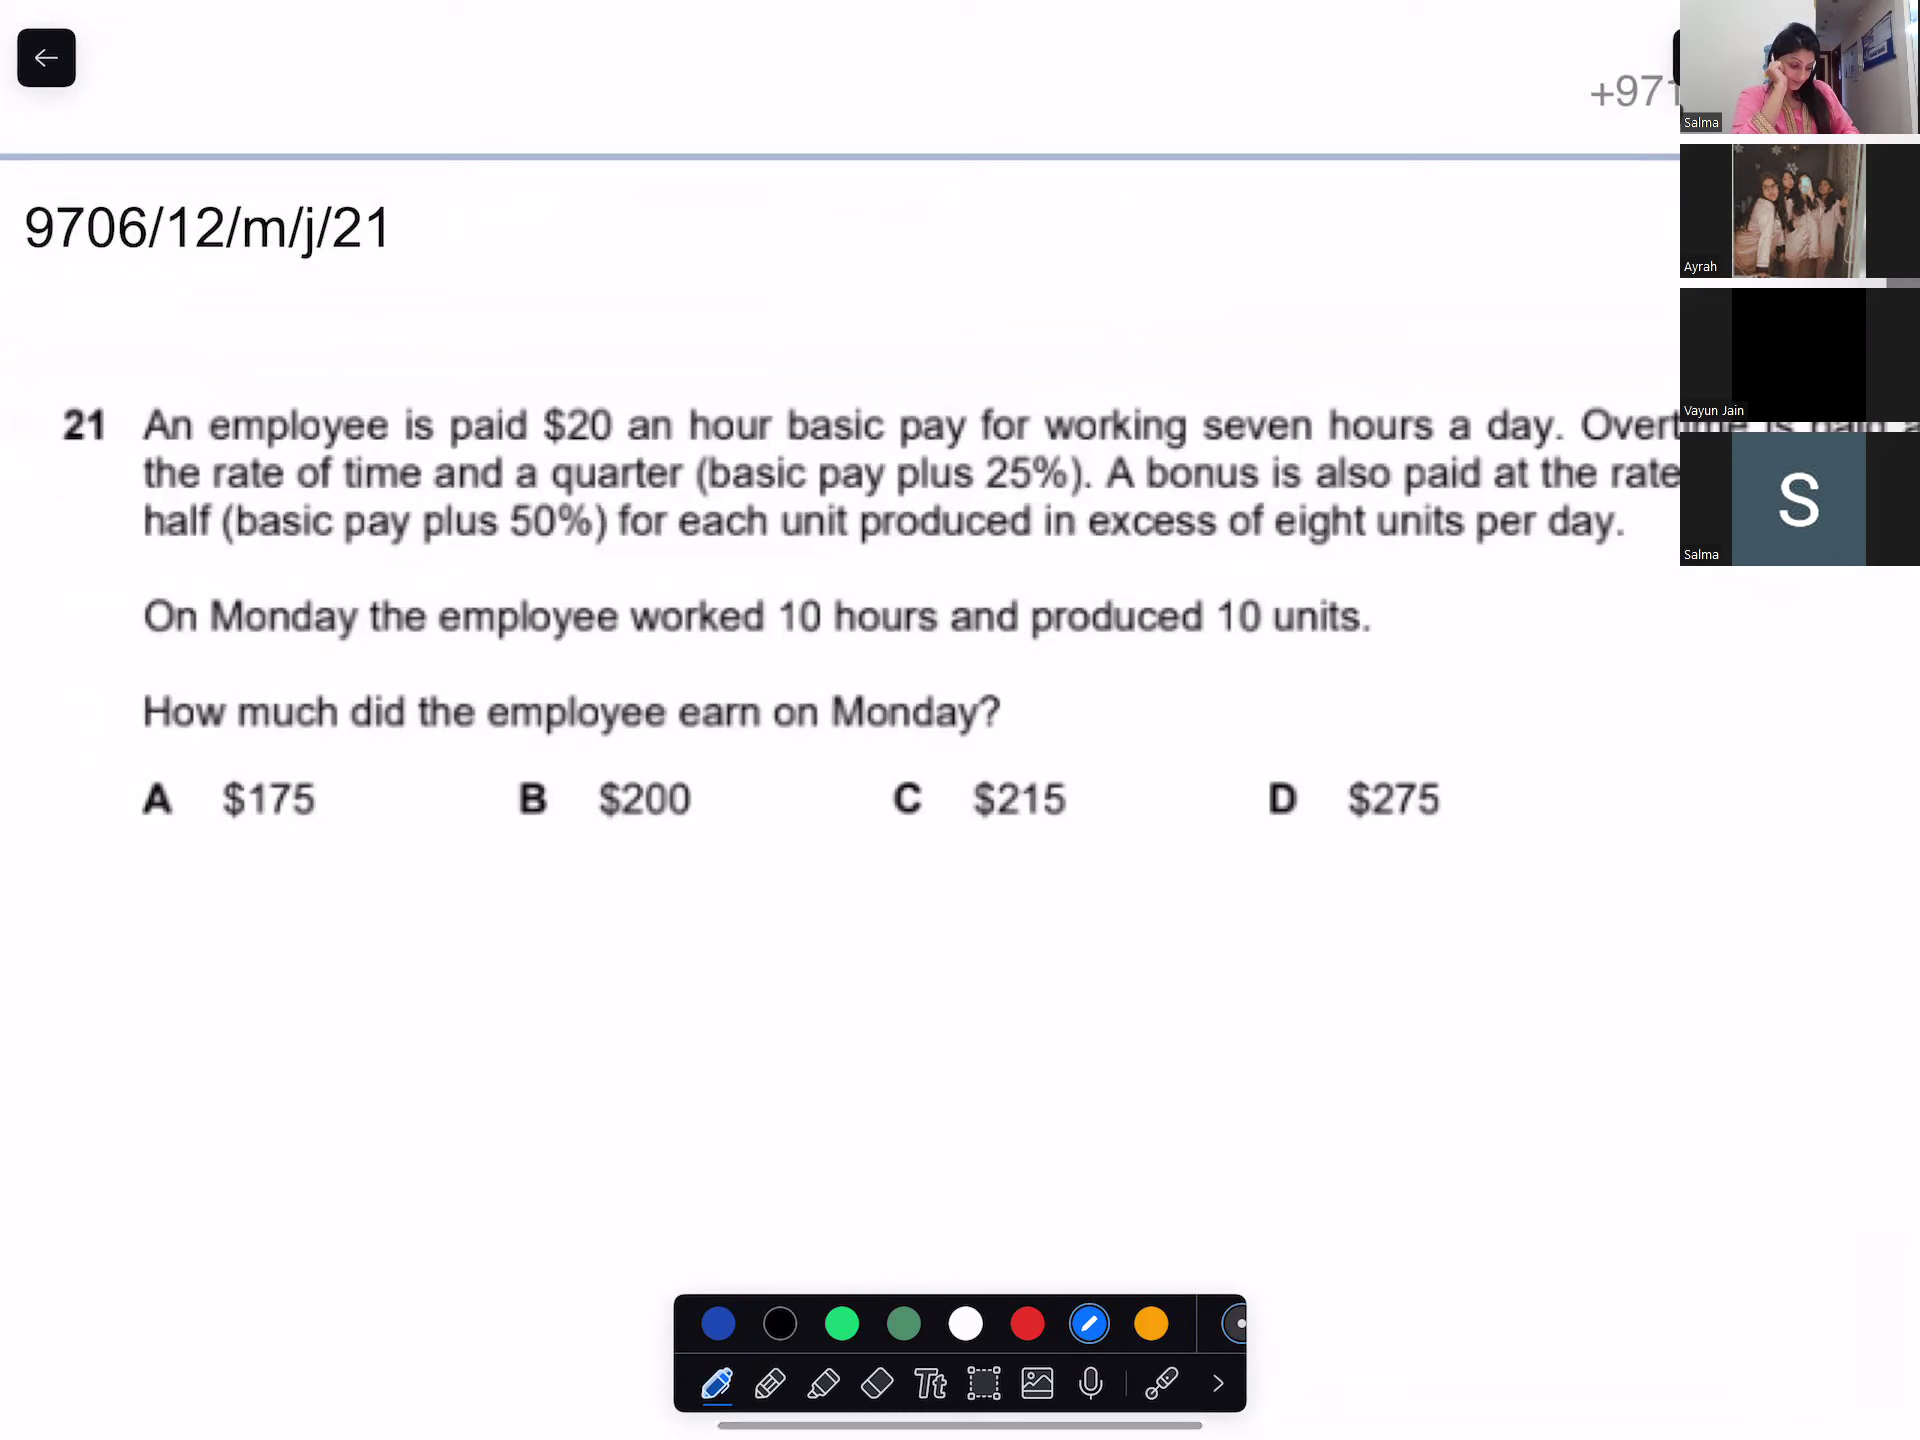 +971
9706/12/m/j/21
21 An employee is paid $20 an hour basic pay for working seven hours a day. Overtime is paid
the rate of time and a quarter (basic pay plus 25%). A bonus is also paid at the rate
half (basic pay plus 50%) for each unit produced in excess of eight units per day.
On Monday the employee worked 10 hours and produced 10 units.
How much did the employee earn on Monday?
A $175 B $200 C $215 D $275
Salma
Ayrah
Vayun Jain
S
Salma
Tt